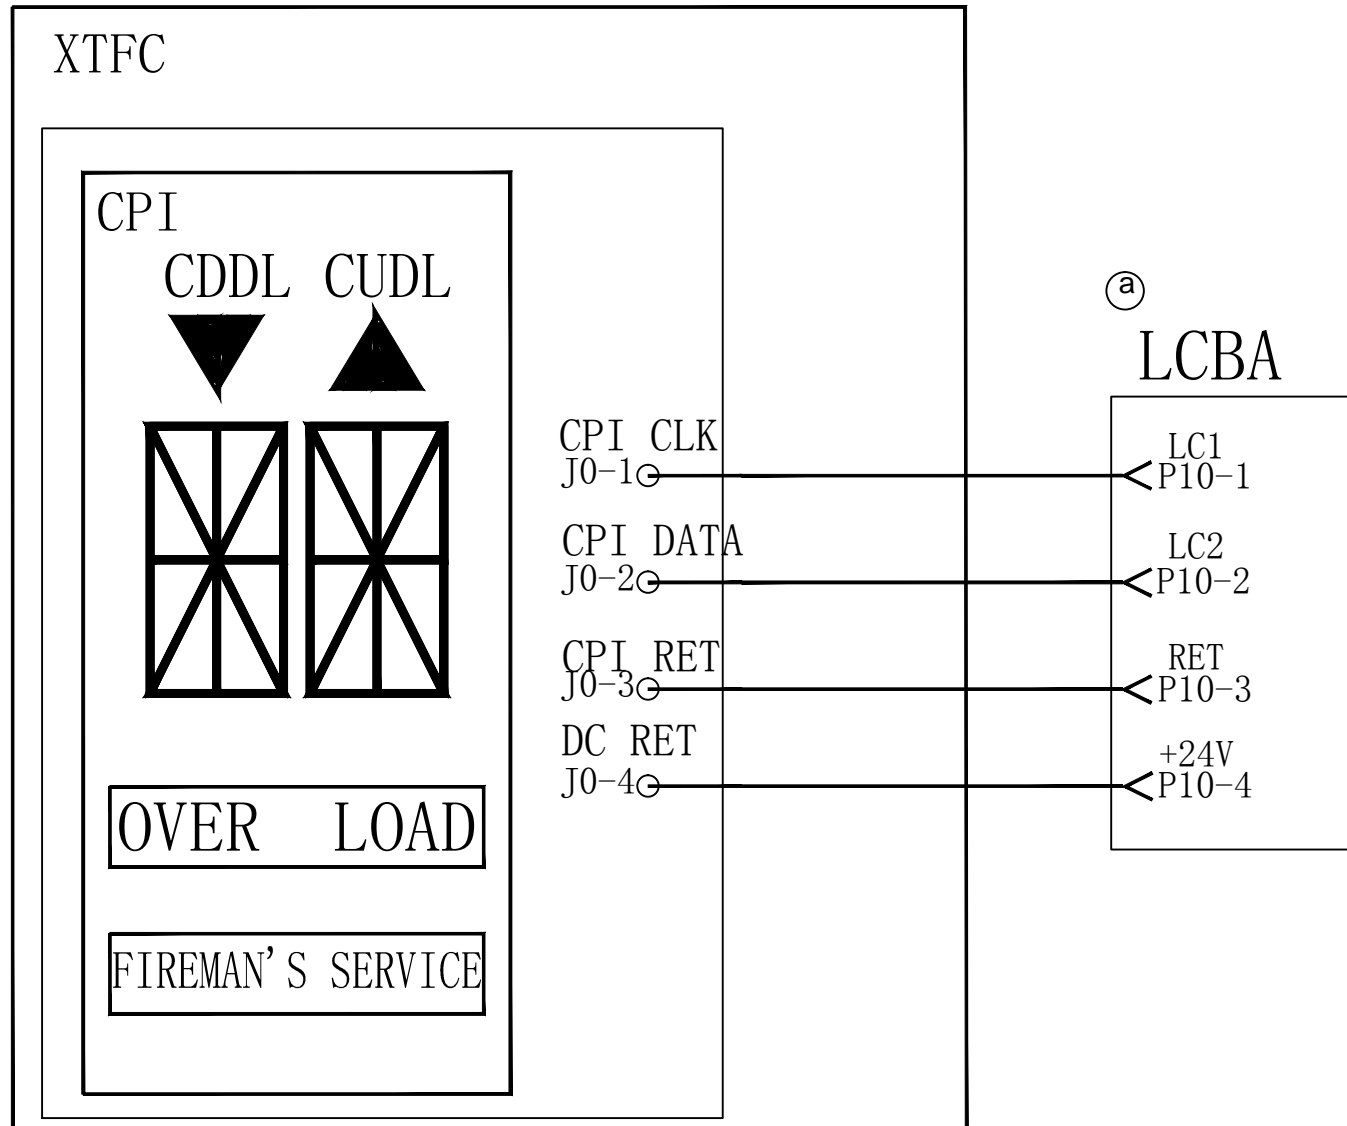 XTFC
CPI
CDDL CUDL
a
LCBA
CPI CLK
J0-1
LC1
P10-1
CPI DATA
J0-2
LC2
P10-2
CPI RET
J0-3
RET
P10-3
DC RET
J0-4
+24V
P10-4
OVER LOAD
FIREMAN'S SERVICE